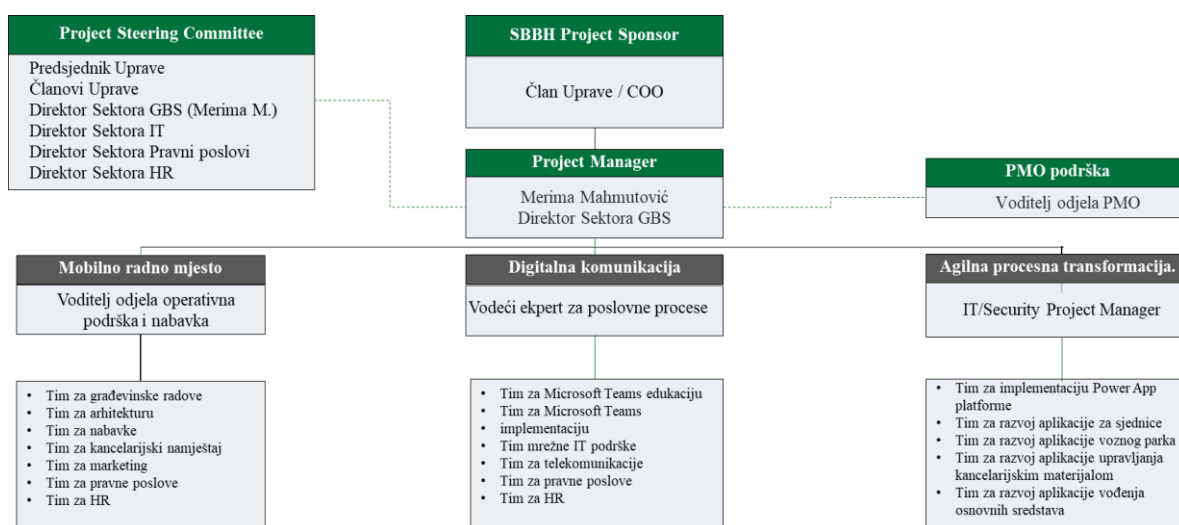 Project Steering Committee
Predsjednik Uprave
Članovi Uprave
Direktor Sektora GBS (Merima M.)
Direktor Sektora IT
Direktor Sektora Pravni poslovi
Direktor Sektora HR
SBBH Project Sponsor
Član Uprave / COO
Project Manager
Merima Mahmutović
Direktor Sektora GBS
PMO podrška
Voditelj odjela PMO
Mobilno radno mjesto
Voditelj odjela operativna
podrška i nabavka
• Tim za građevinske radove
• Tim za arhitekturu
• Tim za nabavke
• Tim za kancelarijski namještaj
• Tim za marketing
• Tim za pravne poslove
• Tim za HR
Digitalna komunikacija
Vodeći ekpert za poslovne procese
• Tim za Microsoft Teams edukaciju
• Tim za Microsoft Teams
• implementaciju
• Tim mrežne IT podrške
• Tim za telekomunikacije
• Tim za pravne poslove
• Tim za HR
Agilna procesna transformacija.
IT/Security Project Manager
• Tim za implementaciju Power App
platforme
• Tim za razvoj aplikacije za sjednice
• Tim za razvoj aplikacije voznog parka
• Tim za razvoj aplikacije upravljanja
kancelarijskim materijalom
• Tim za razvoj aplikacije vođenja
osnovnih sredstava